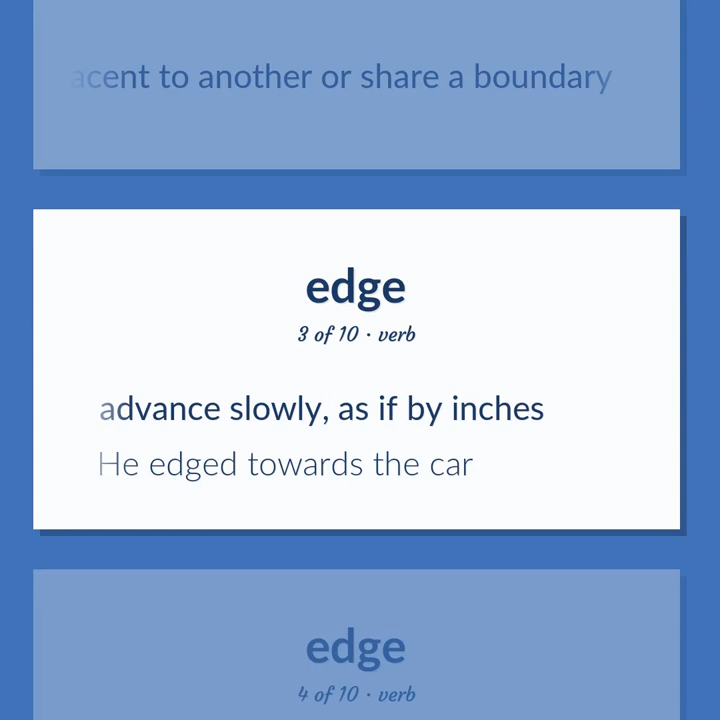 acent to another or share a boundary
edge
3 of 10 · verb
advance slowly, as if by inches
He edged towards the car
edge
4 of 10 · verb